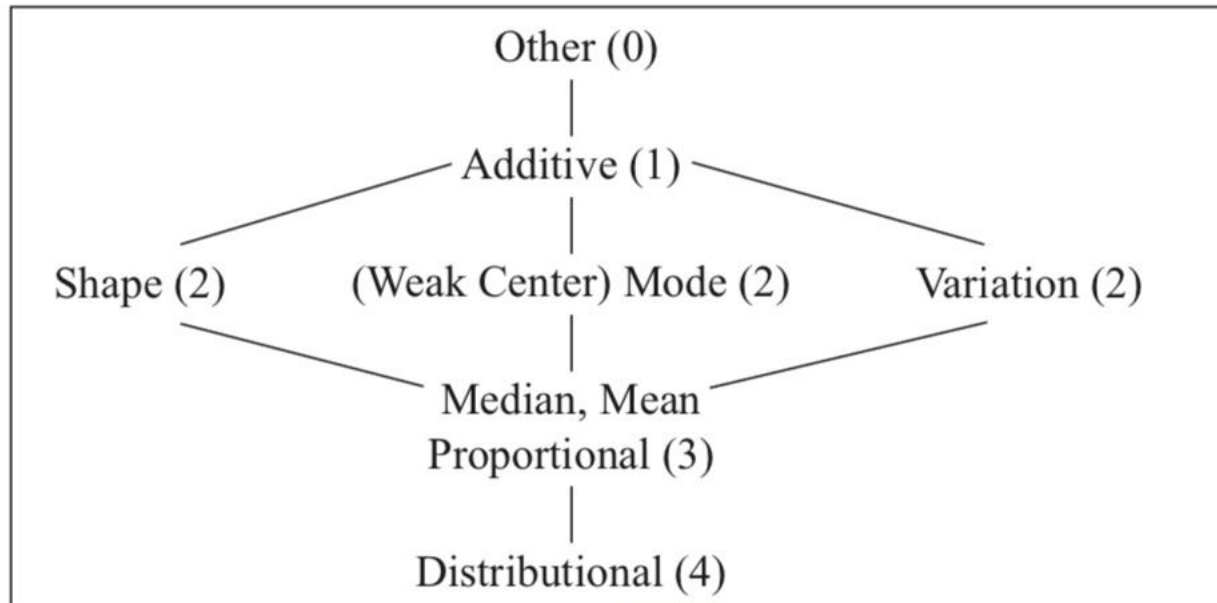 Other (0)
Additive (1)
Shape (2)
(Weak Center) Mode (2)
Variation (2)
Median, Mean
Proportional (3)
Distributional (4)